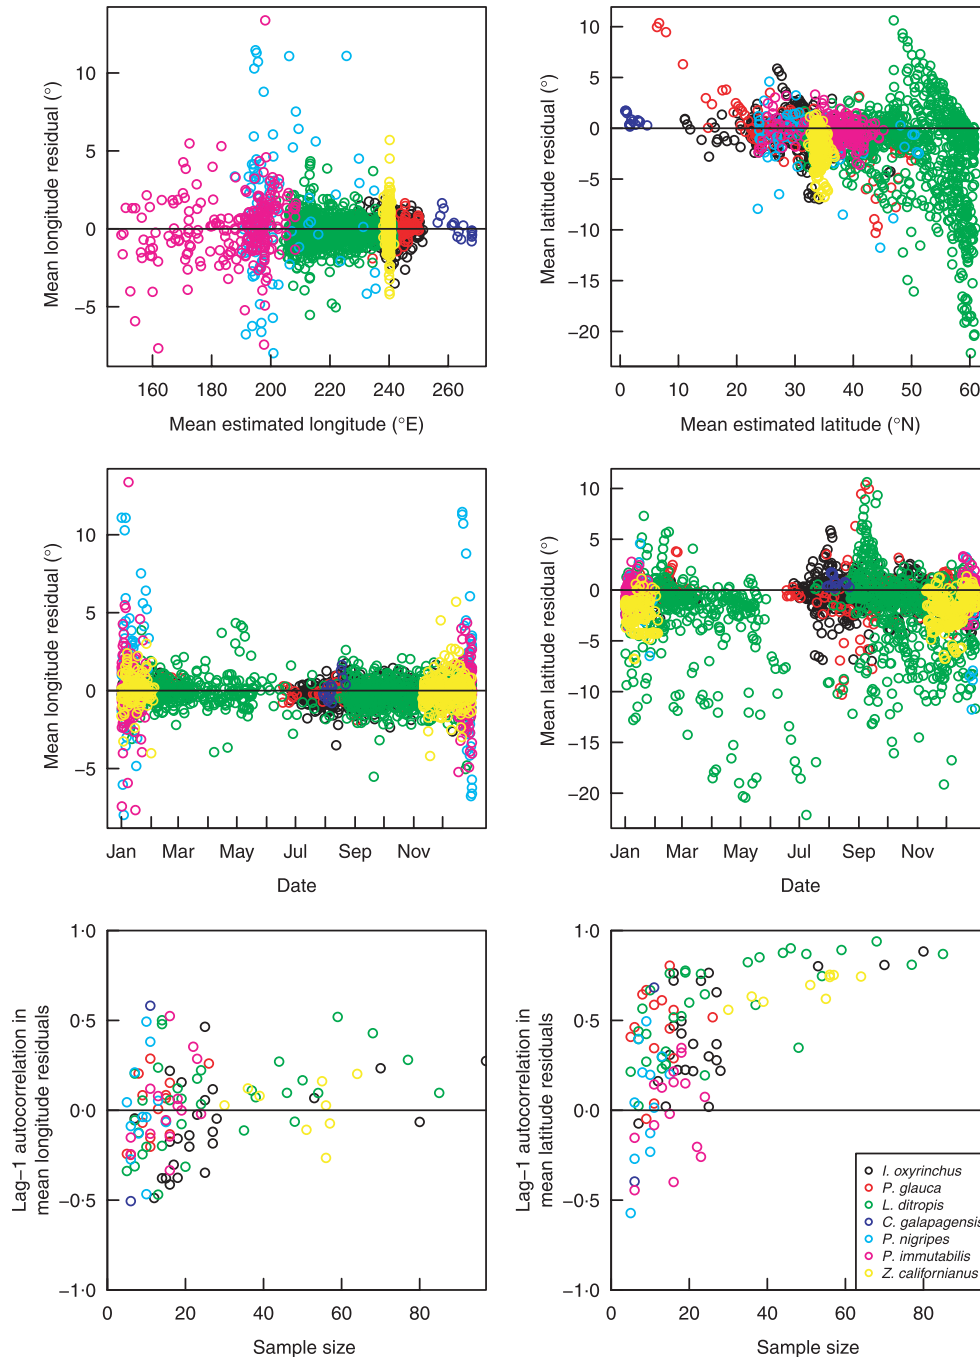 10
5
0
−5
Mean longitude residual (°)
160 180 200 220 240 260
Mean estimated longitude (°E)
10
5
0
−5
−10
−15
−20
Mean latitude residual (°)
0 10 20 30 40 50 60
Mean estimated latitude (°N)
10
5
0
−5
Mean longitude residual (°)
Jan Mar May Jul Sep Nov
Date
10
5
0
−5
−10
−15
−20
Mean latitude residual (°)
Jan Mar May Jul Sep Nov
Date
1·0
0·5
0·0
−0·5
−1·0
Lag−1 autocorrelation in
mean longitude residuals
0 20 40 60 80
Sample size
1·0
0·5
0·0
−0·5
−1·0
Lag−1 autocorrelation in
mean latitude residuals
0 20 40 60 80
Sample size
I. oxyrinchus
P. glauca
L. ditropis
C. galapagensis
P. nigripes
P. immutabilis
Z. californianus